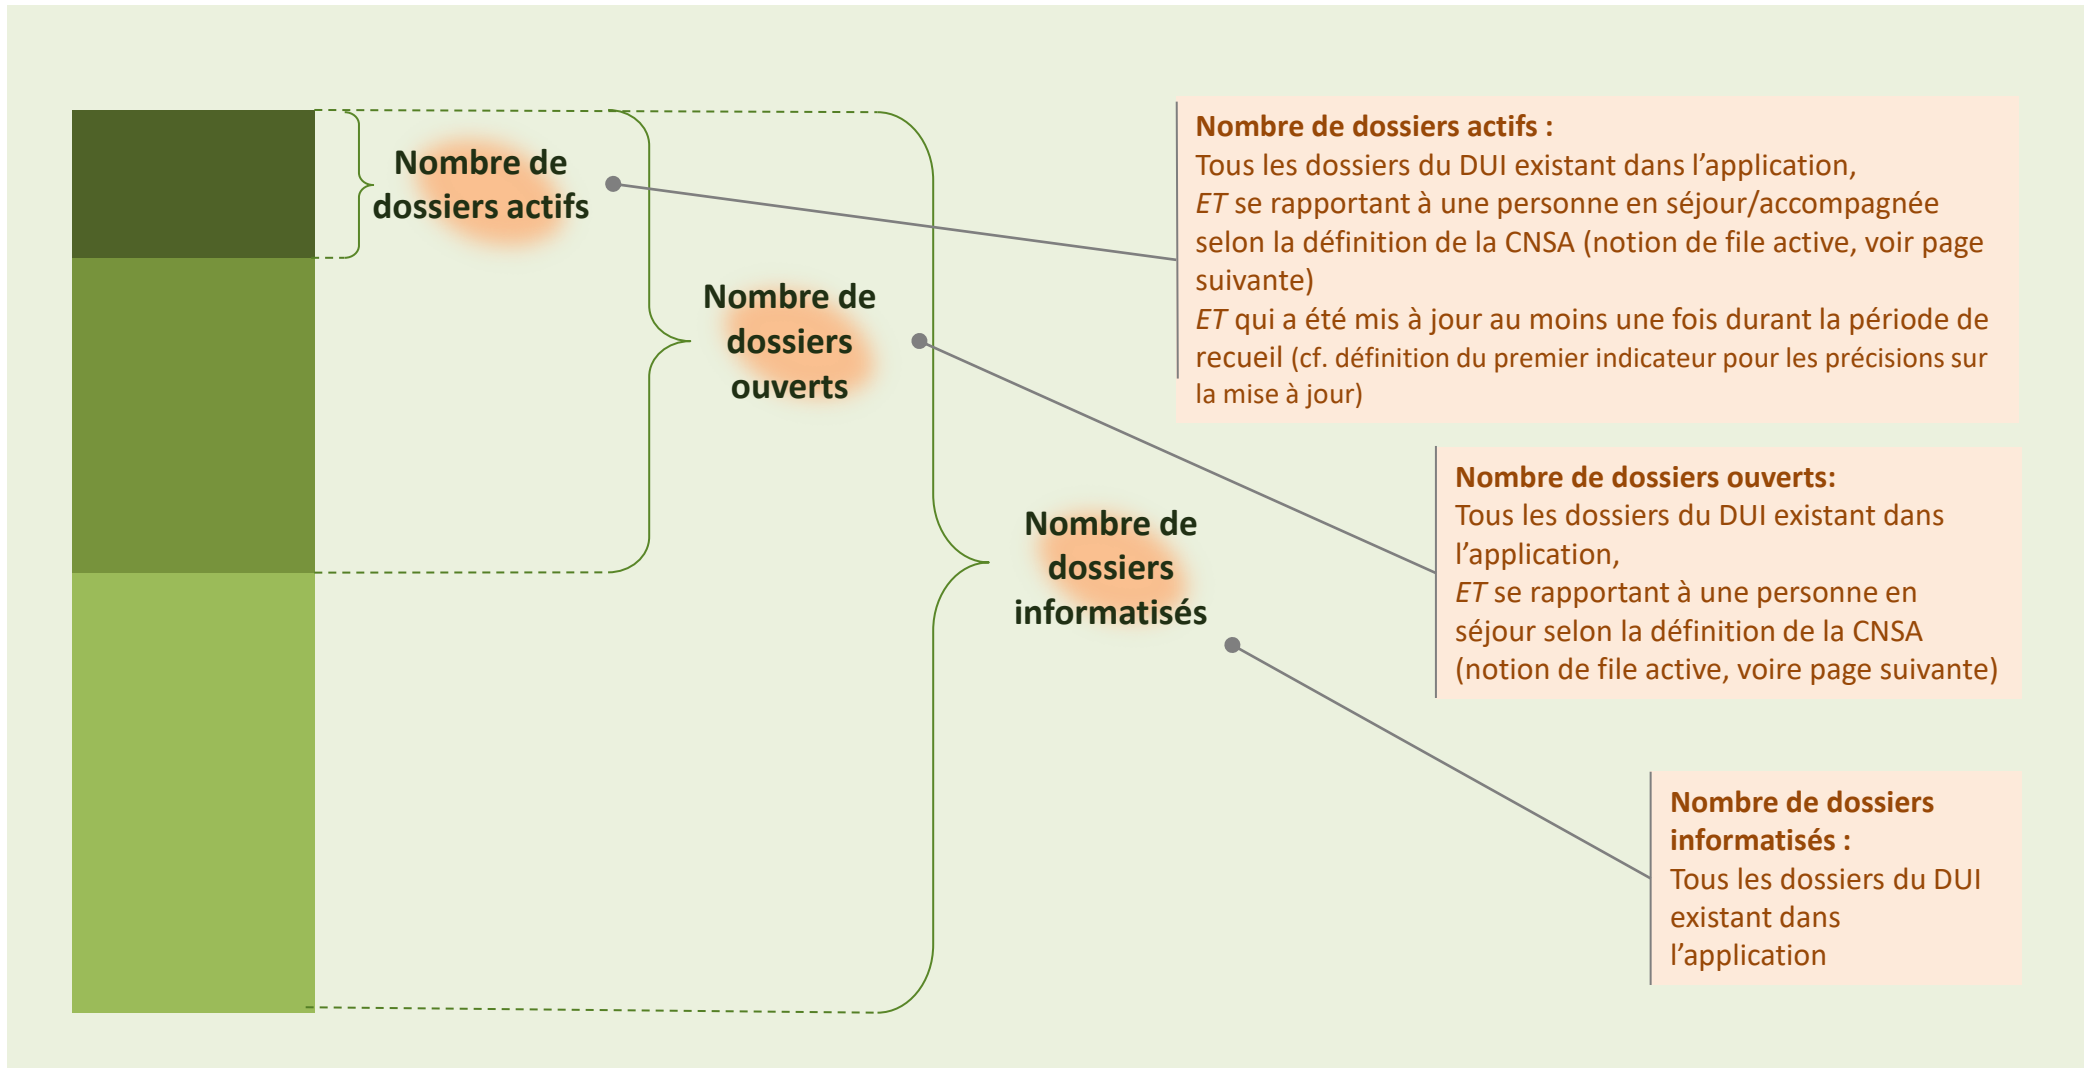 Nombre de
dossiers actifs
Nombre de
dossiers
ouverts
Nombre de
dossiers
informatisés
Nombre de dossiers actifs :
Tous les dossiers du DUI existant dans l’application,
ET se rapportant à une personne en séjour/accompagnée
selon la définition de la CNSA (notion de file active, voir page
suivante)
ET qui a été mis à jour au moins une fois durant la période de
recueil (cf. définition du premier indicateur pour les précisions sur
la mise à jour)
Nombre de dossiers ouverts:
Tous les dossiers du DUI existant dans
l’application,
ET se rapportant à une personne en
séjour selon la définition de la CNSA
(notion de file active, voire page suivante)
Nombre de dossiers
informatisés :
Tous les dossiers du DUI
existant dans
l’application